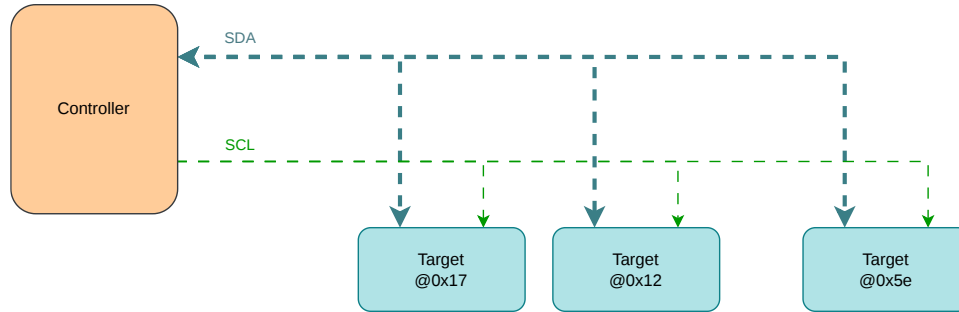 SDA
Controller
SCL
Target
@0x17
Target
@0x12
Target
@0x5e